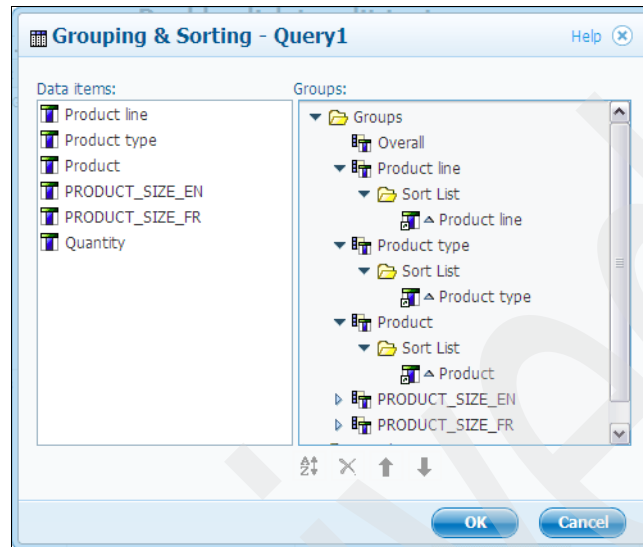 Grouping & Sorting - Query1
Help
Data items:
Groups:
Product line
Product type
Product
PRODUCT_SIZE_EN
PRODUCT_SIZE_FR
Quantity
Groups
Overall
Product line
Sort List
Product line
Product type
Sort List
Product type
Product
Sort List
Product
PRODUCT_SIZE_EN
PRODUCT_SIZE_FR
OK
Cancel